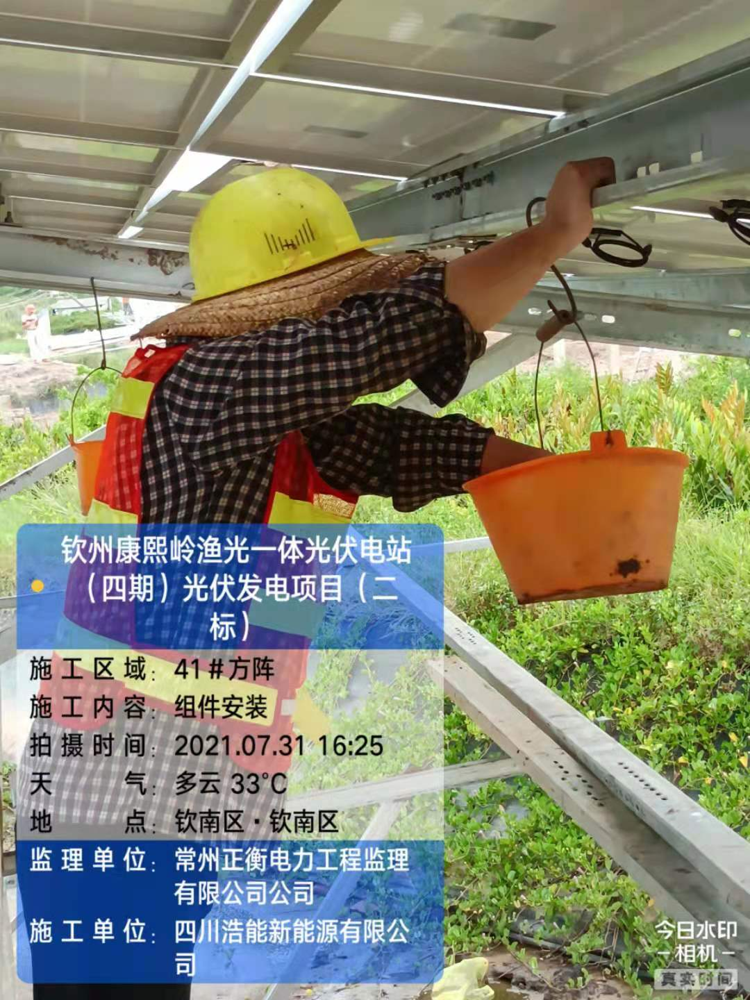 钦州康熙岭渔光一体光伏电站
（四期）光伏发电项目（二
标）
施工区域：41#方阵
施工内容：组件安装
拍摄时间：2021.07.31 16:25
天气：多云 33℃
地点：钦南区·钦南区
监理单位：常州正衡电力工程监理
有限公司公司
施工单位：四川浩能新能源有限公
司
今日水印
-相机-
真实时间